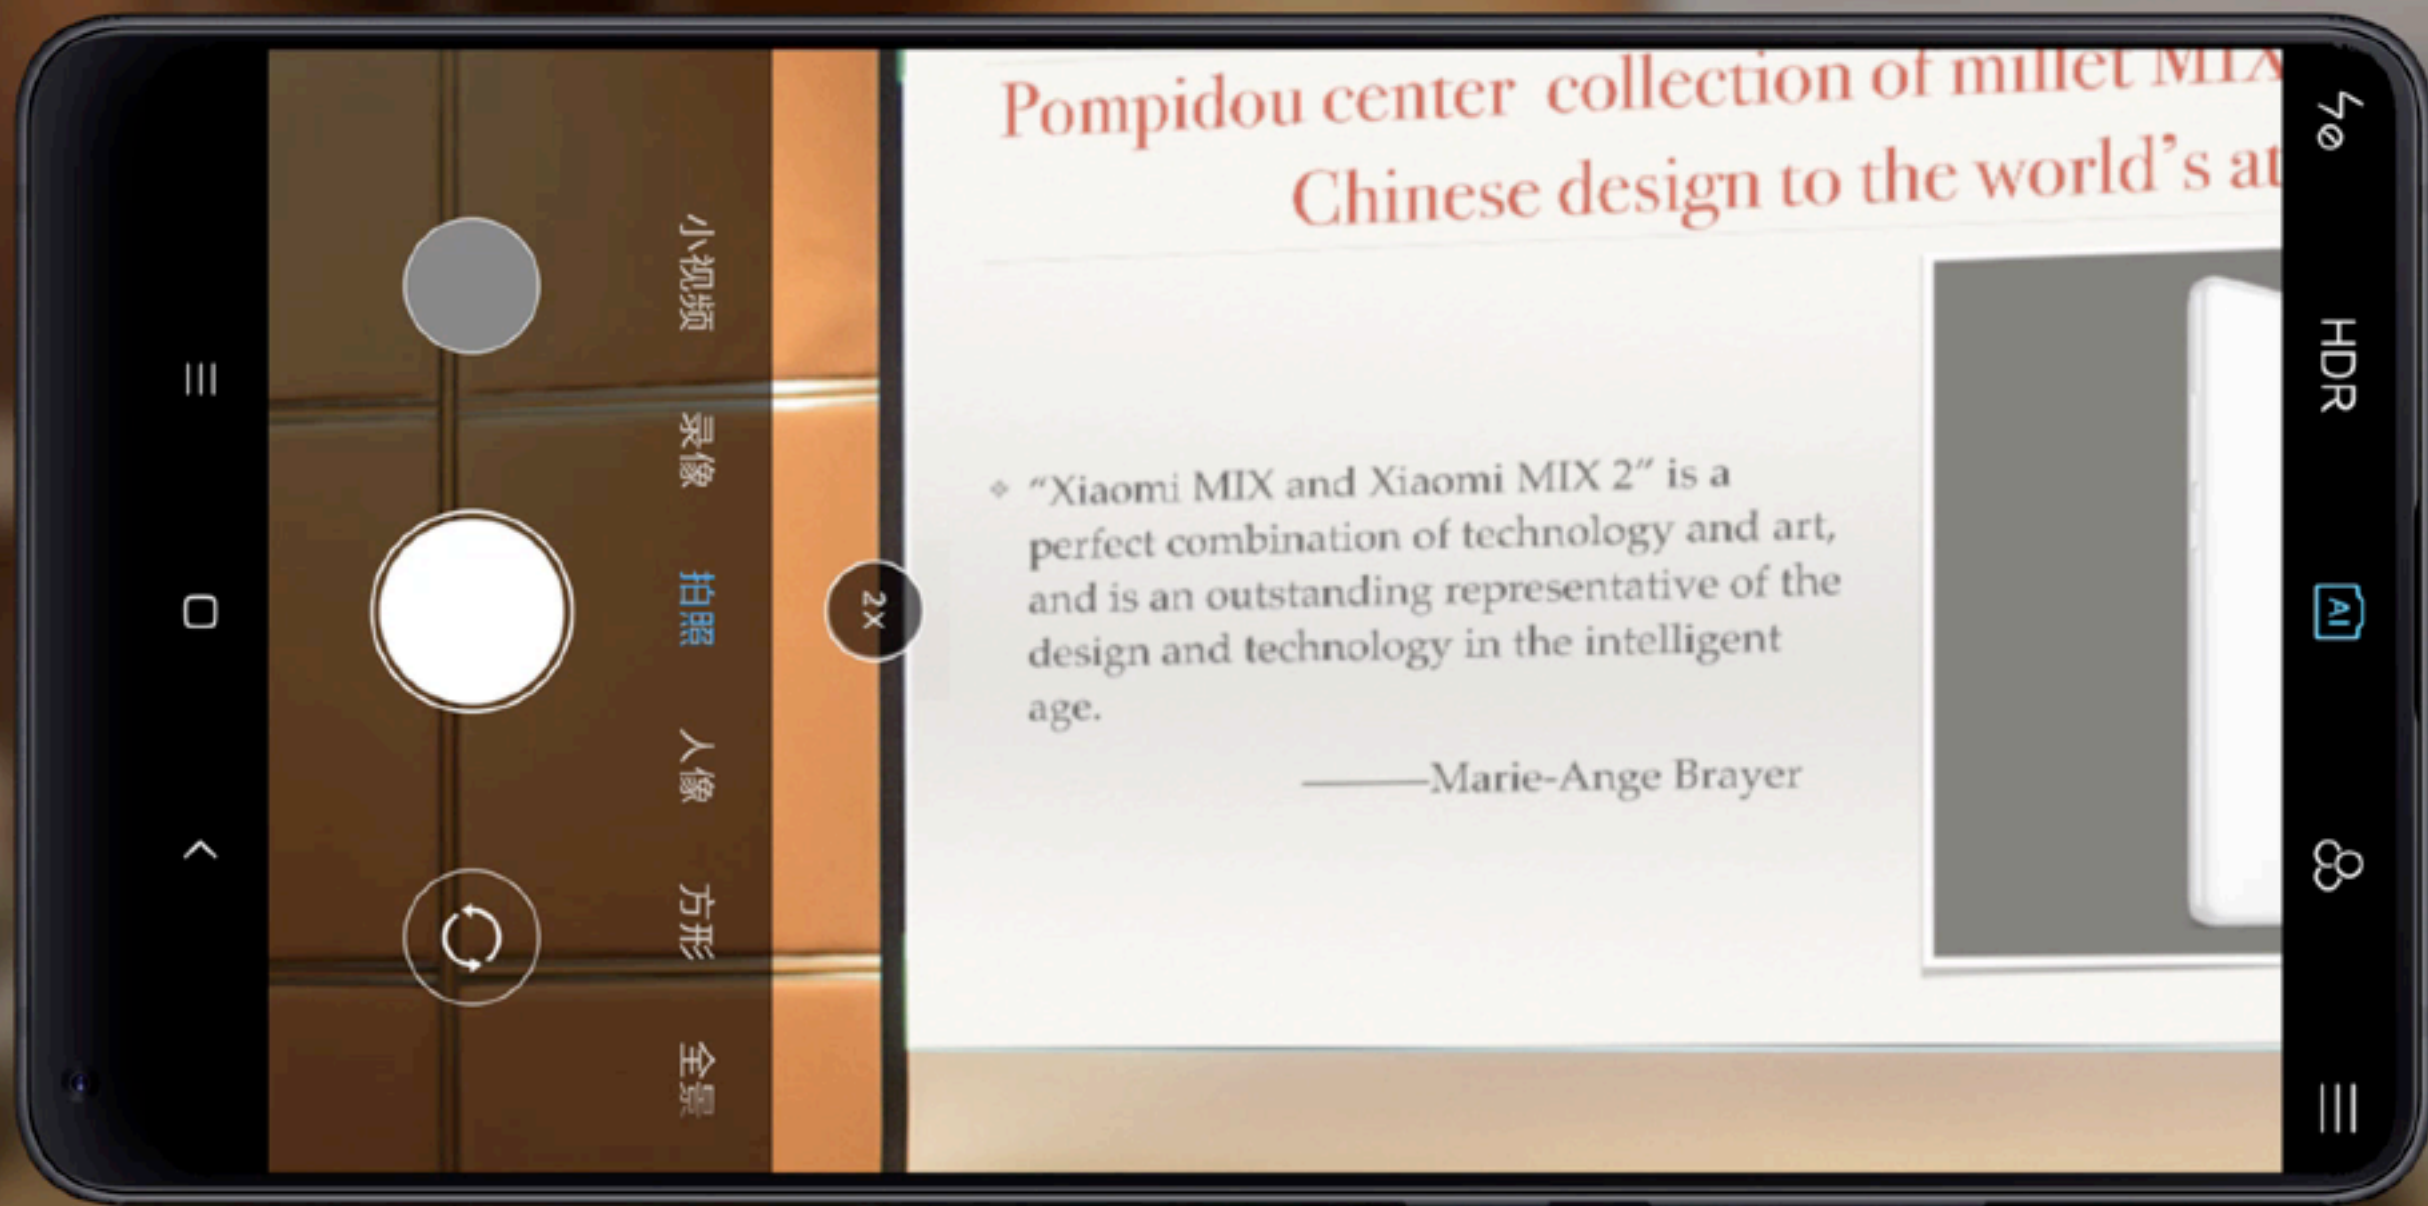 小视频
录像
拍照
人像
方形
全景
2X
Pompidou center collection of millet MIX
Chinese design to the world's at
“Xiaomi MIX and Xiaomi MIX 2” is a
perfect combination of technology and art,
and is an outstanding representative of the
design and technology in the intelligent
age.
———Marie-Ange Brayer
HDR
AI